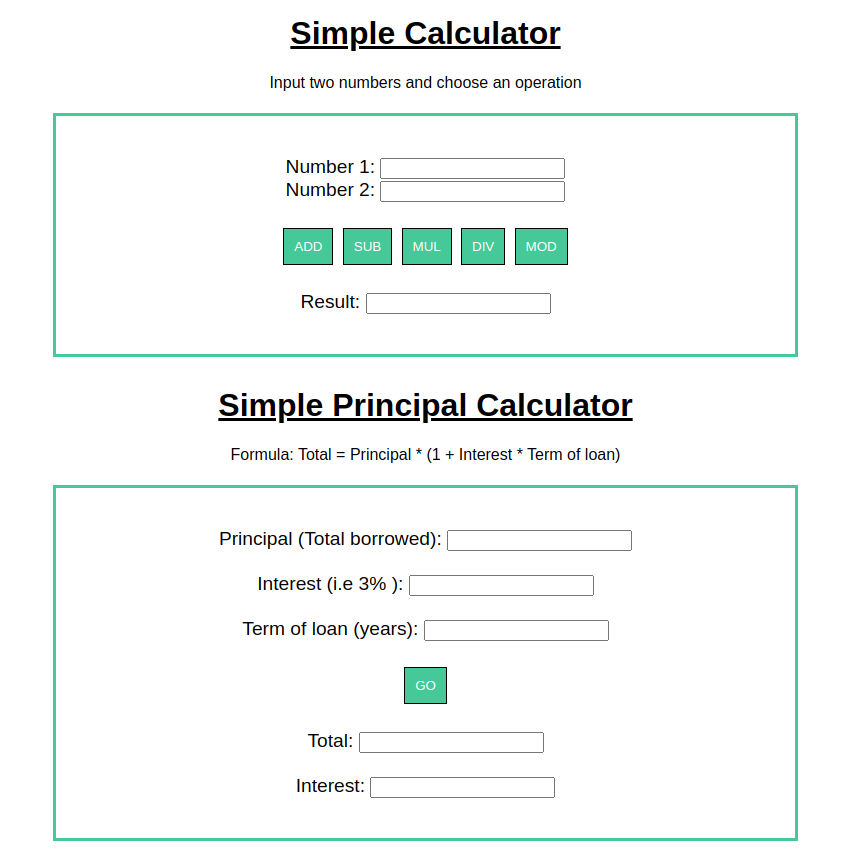 Simple Calculator
Input two numbers and choose an operation
Number 1:
Number 2:
ADD SUB MUL DIV MOD
Result:
Simple Principal Calculator
Formula: Total = Principal * (1 + Interest * Term of loan)
Principal (Total borrowed):
Interest (i.e 3% ):
Term of loan (years):
GO
Total:
Interest: